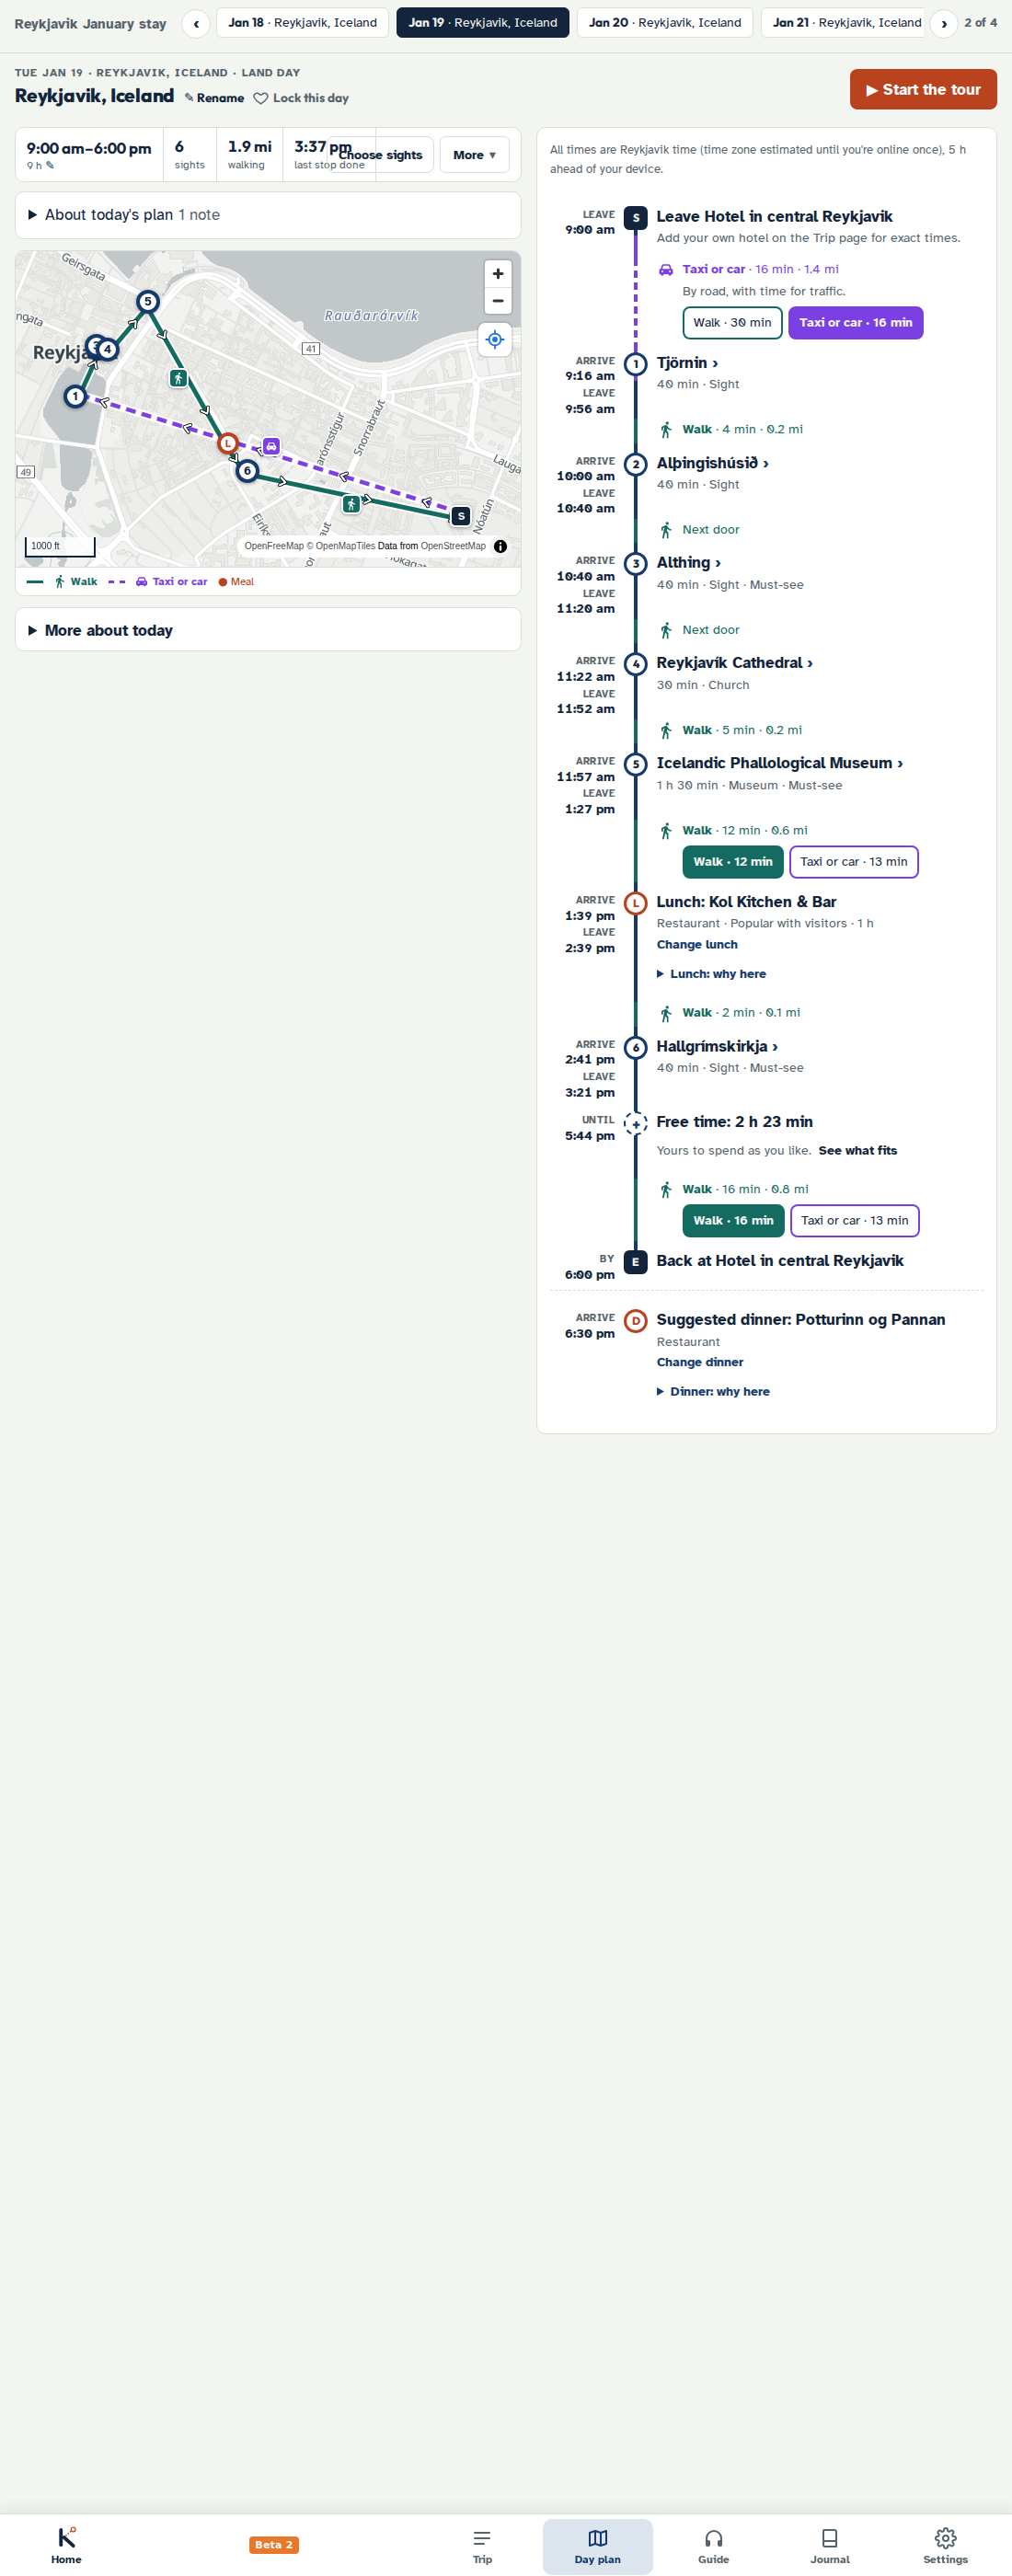 Reykjavik January stay
‹
Jan 18 · Reykjavik, Iceland
Jan 19 · Reykjavik, Iceland
Jan 20 · Reykjavik, Iceland
Jan 21 · Reykjavik, Iceland
›
2 of 4
TUE JAN 19 · REYKJAVIK, ICELAND · LAND DAY
Reykjavik, Iceland
✎ Rename
Lock this day
▶ Start the tour
9:00 am–6:00 pm
9 h ✎
6
sights
1.9 mi
walking
3:37 pm
last stop done
Choose sights
More ▼
▶ About today's plan 1 note
Geirsgata
ngata
Rauðarárvík
41
5
4
1
L
6
S
49
arónsstígur
Snorrabraut
Lauga
Nóatún
Eiríks
1000 ft
OpenFreeMap © OpenMapTiles Data from OpenStreetMap
Walk
Taxi or car
Meal
▶ More about today
All times are Reykjavik time (time zone estimated until you're online once), 5 h
ahead of your device.
LEAVE
9:00 am
S
Leave Hotel in central Reykjavik
Add your own hotel on the Trip page for exact times.
Taxi or car · 16 min · 1.4 mi
By road, with time for traffic.
Walk · 30 min
Taxi or car · 16 min
ARRIVE
9:16 am
LEAVE
9:56 am
1
Tjörnin ›
40 min · Sight
Walk · 4 min · 0.2 mi
ARRIVE
10:00 am
LEAVE
10:40 am
2
Alþingishúsið ›
40 min · Sight
Next door
ARRIVE
10:40 am
LEAVE
11:20 am
3
Althing ›
40 min · Sight · Must-see
Next door
ARRIVE
11:22 am
LEAVE
11:52 am
4
Reykjavík Cathedral ›
30 min · Church
Walk · 5 min · 0.2 mi
ARRIVE
11:57 am
LEAVE
1:27 pm
5
Icelandic Phallological Museum ›
1 h 30 min · Museum · Must-see
Walk · 12 min · 0.6 mi
Walk · 12 min
Taxi or car · 13 min
ARRIVE
1:39 pm
LEAVE
2:39 pm
L
Lunch: Kol Kitchen & Bar
Restaurant · Popular with visitors · 1 h
Change lunch
▶ Lunch: why here
Walk · 2 min · 0.1 mi
ARRIVE
2:41 pm
LEAVE
3:21 pm
6
Hallgrímskirkja ›
40 min · Sight · Must-see
UNTIL
5:44 pm
+
Free time: 2 h 23 min
Yours to spend as you like. See what fits
Walk · 16 min · 0.8 mi
Walk · 16 min
Taxi or car · 13 min
BY
6:00 pm
E
Back at Hotel in central Reykjavik
ARRIVE
6:30 pm
D
Suggested dinner: Potturinn og Pannan
Restaurant
Change dinner
▶ Dinner: why here
Home
Beta 2
Trip
Day plan
Guide
Journal
Settings